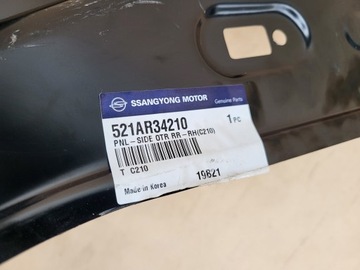 SSANGYONG MOTOR Genuine Parts
521AR34210 1 PC
PNL-SIDE OTR RR-RH(C210)
T C210
Made in Korea 19621